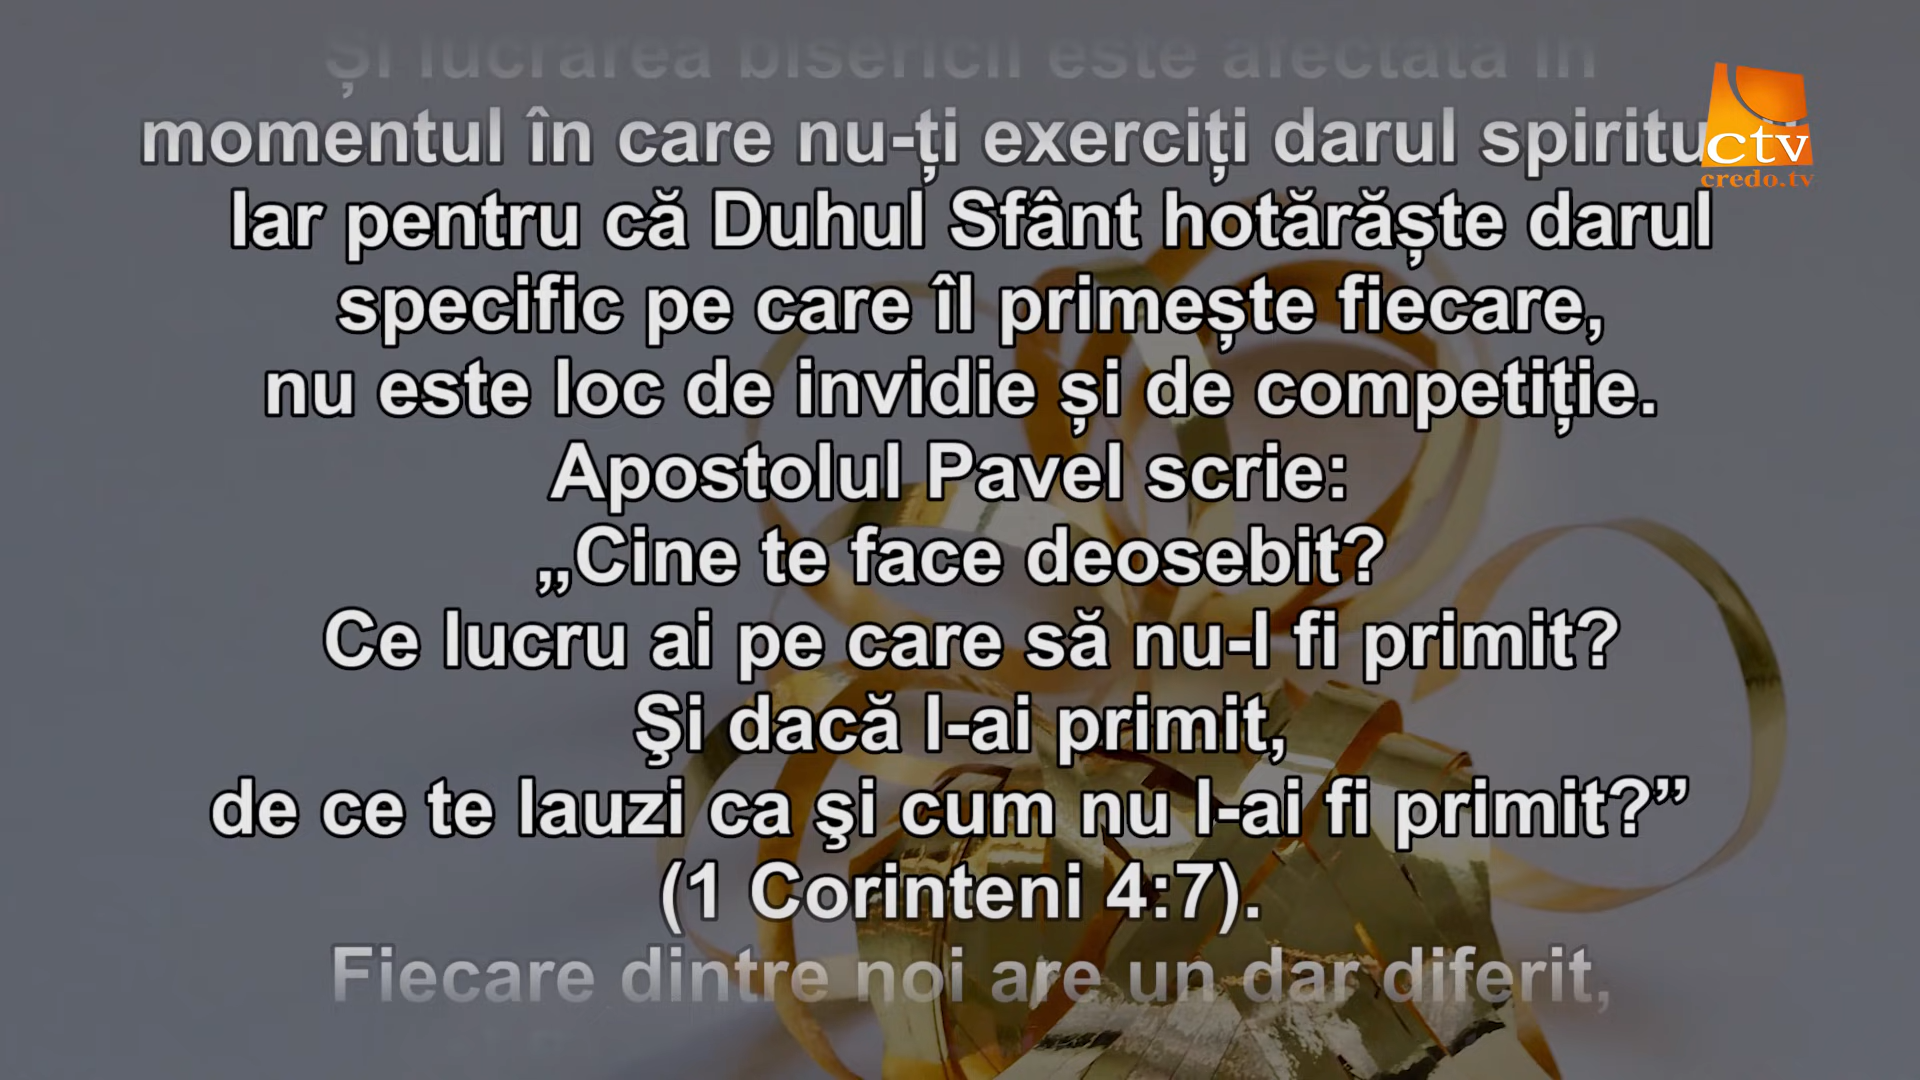 Și lucrarea bisericii este afectată în
momentul în care nu-ți exerciți darul
Iar pentru că Duhul Sfânt hotărăște darul
specific pe care îl primește fiecare,
nu este loc de invidie și de competiție.
Apostolul Pavel scrie:
„Cine te face deosebit?
Ce lucru ai pe care să nu-l fi primit?
Şi dacă l-ai primit,
de ce te lauzi ca şi cum nu l-ai fi primit?”
(1 Corinteni 4:7).
Fiecare dintre noi are un dar diferit,
ctv
credo.tv